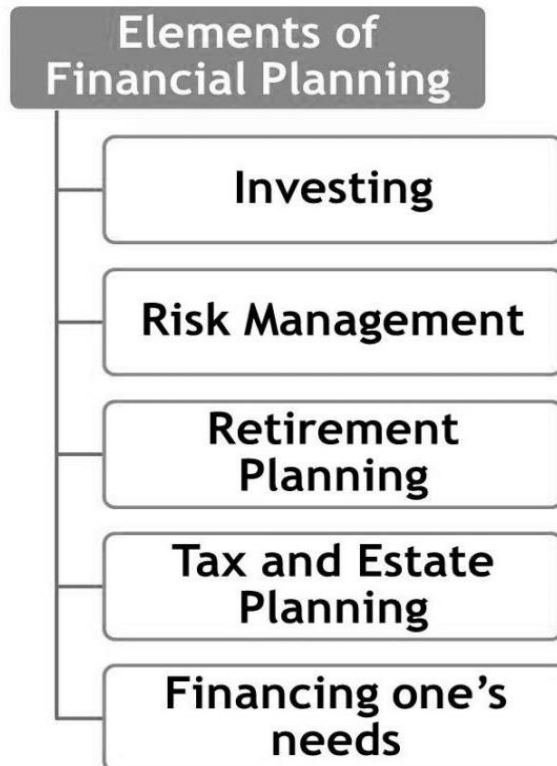 Elements of
Financial Planning
Investing
Risk Management
Retirement
Planning
Tax and Estate
Planning
Financing one's
needs